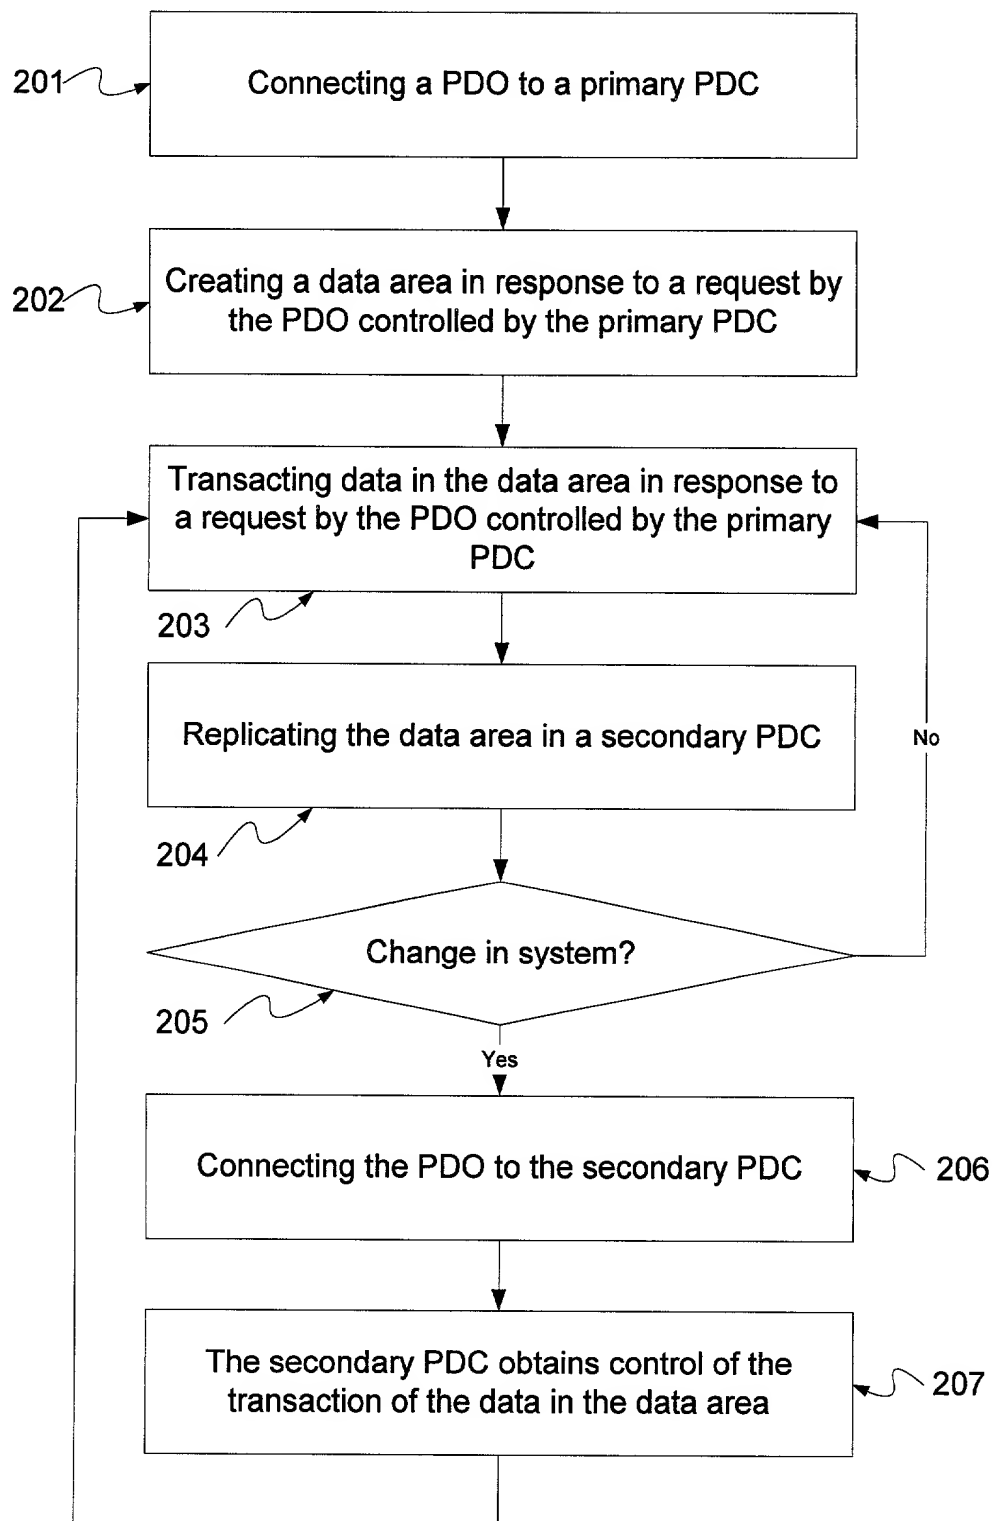 201
Connecting a PDO to a primary PDC
202
Creating a data area in response to a request by
the PDO controlled by the primary PDC
Transacting data in the data area in response to
a request by the PDO controlled by the primary
PDC
203
Replicating the data area in a secondary PDC
No
204
Change in system?
205
Yes
Connecting the PDO to the secondary PDC
206
The secondary PDC obtains control of the
transaction of the data in the data area
207